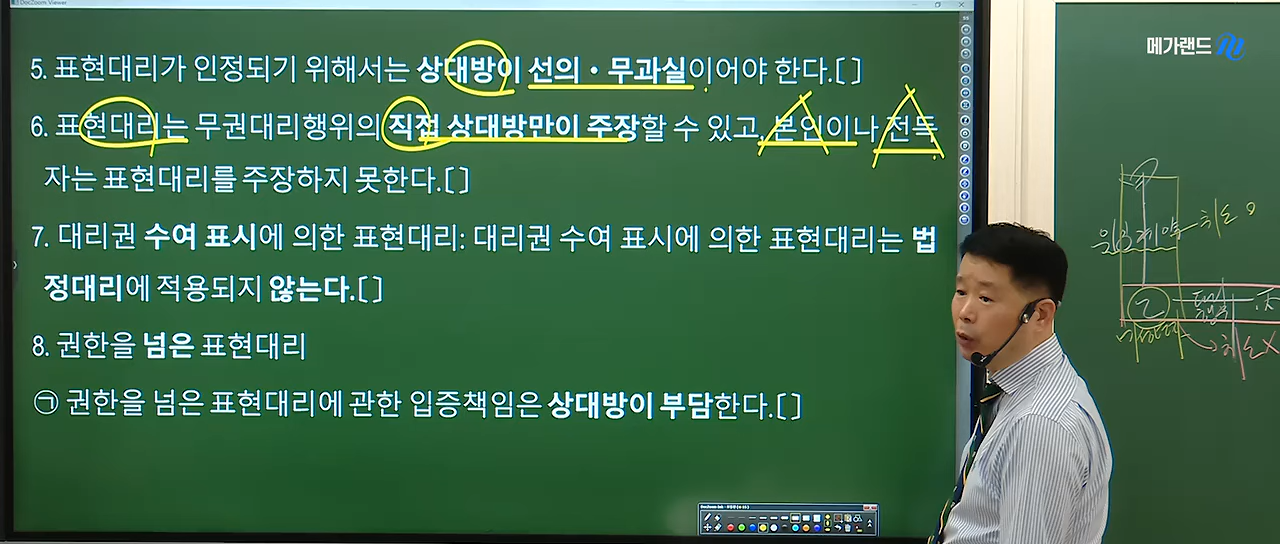 DocZoom Viewer
메가랜드
5. 표현대리가 인정되기 위해서는 상대방이 선의·무과실이어야 한다.[ ]
6. 표현대리는 무권대리행위의 직접 상대방만이 주장할 수 있고, 본인이나 전득
자는 표현대리를 주장하지 못한다.[ ]
7. 대리권 수여 표시에 의한 표현대리: 대리권 수여 표시에 의한 표현대리는 법
정대리에 적용되지 않는다.[ ]
8. 권한을 넘은 표현대리
㉠ 권한을 넘은 표현대리에 관한 입증책임은 상대방이 부담한다.[ ]